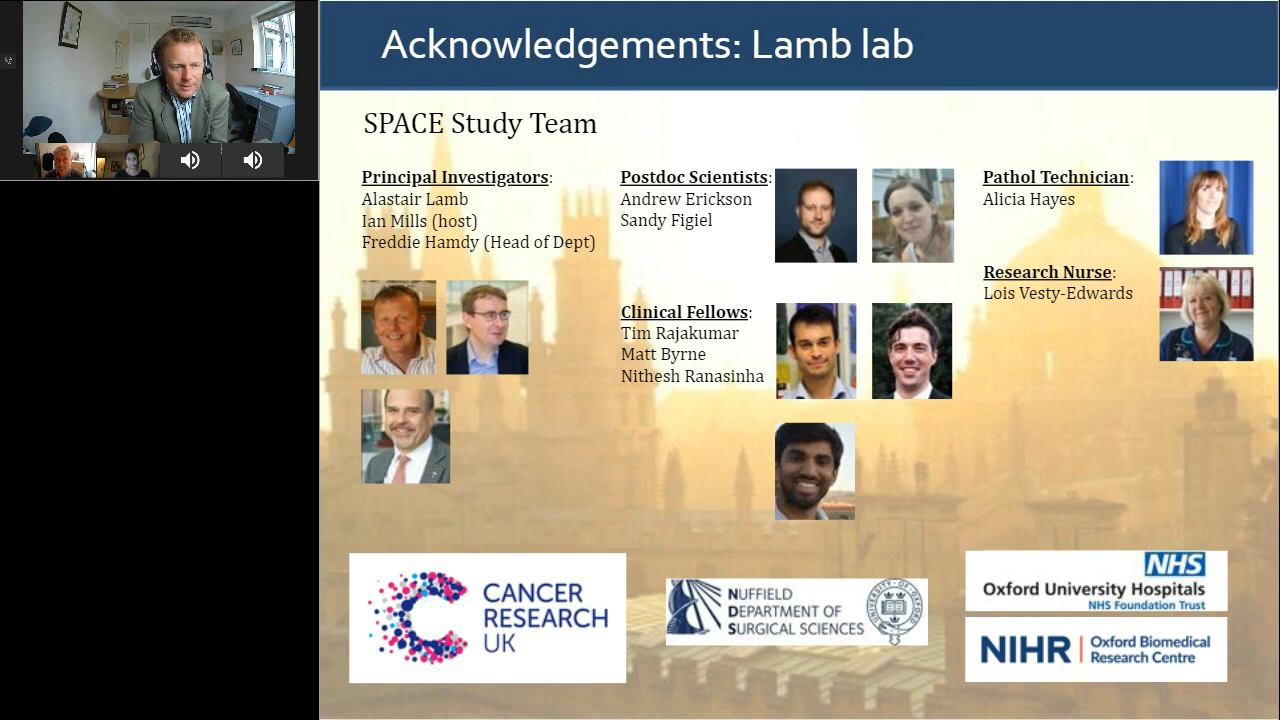 Acknowledgements: Lamb lab
SPACE Study Team
Principal Investigators:
Alastair Lamb
Ian Mills (host)
Freddie Hamdy (Head of Dept)
Postdoc Scientists:
Andrew Erickson
Sandy Figiel
Clinical Fellows:
Tim Rajakumar
Matt Byrne
Nithesh Ranasinha
Pathol Technician:
Alicia Hayes
Research Nurse:
Lois Vesty-Edwards
CANCER
RESEARCH
UK
NUFFIELD
DEPARTMENT OF
SURGICAL SCIENCES
UNIVERSITY OF OXFORD
NHS
Oxford University Hospitals
NHS Foundation Trust
NIHR | Oxford Biomedical
Research Centre